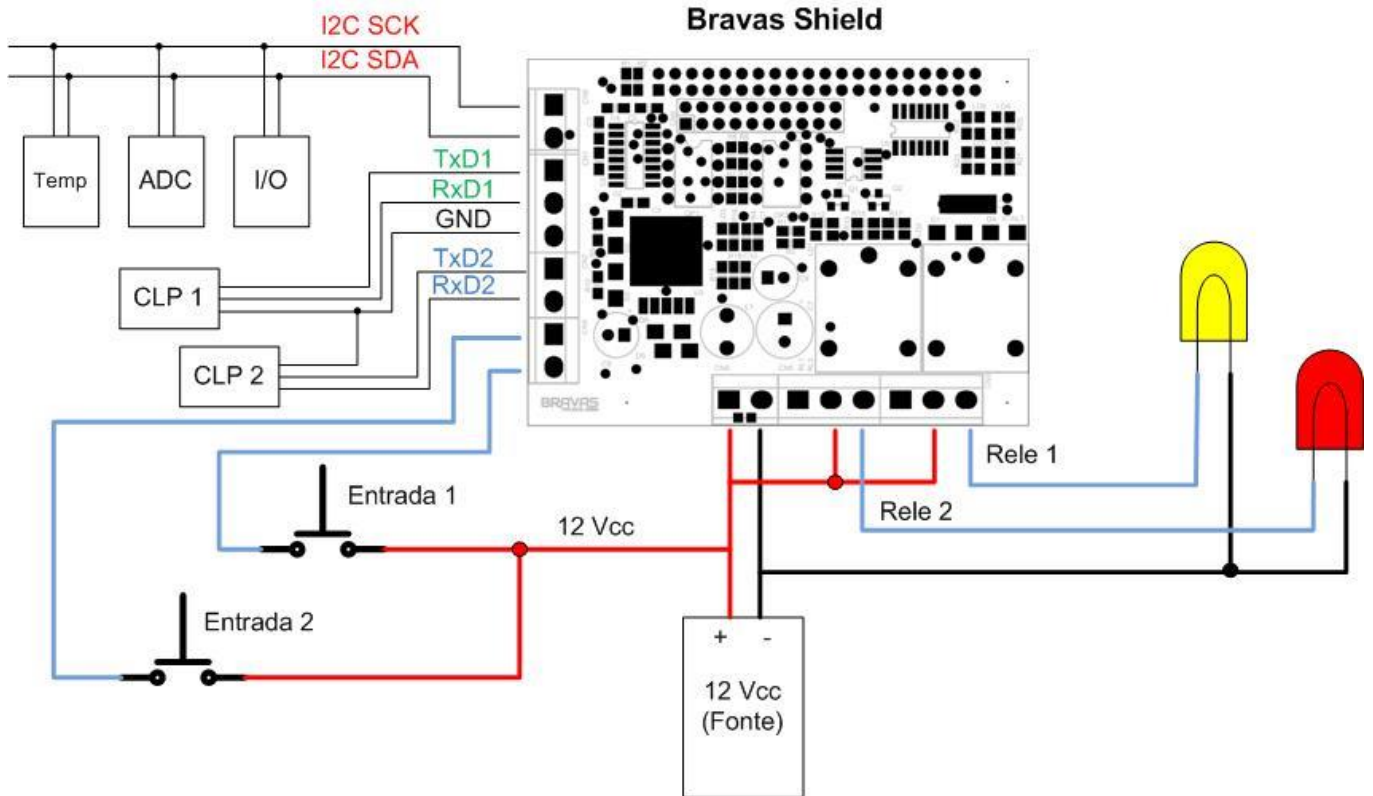 Bravas Shield
I2C SCK
I2C SDA
TxD1
RxD1
GND
TxD2
RxD2
Temp
ADC
I/O
CLP 1
CLP 2
BRAVAS
Rele 1
Rele 2
Entrada 1
12 Vcc
Entrada 2
+ -
12 Vcc
(Fonte)